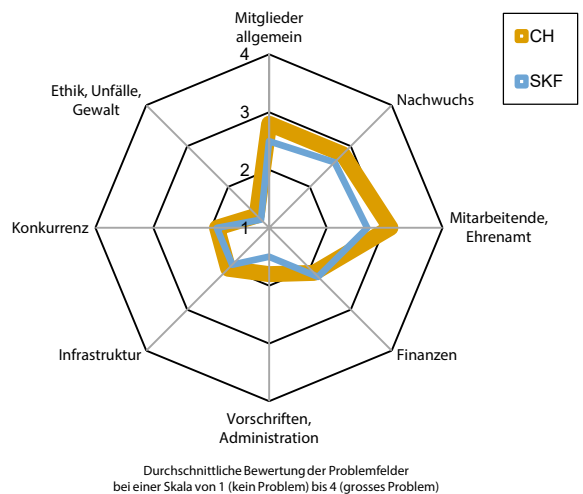 Mitglieder
allgemein
CH
SKF
4
Ethik, Unfälle,
Gewalt
Nachwuchs
3
2
Konkurrenz
1
Mitarbeitende,
Ehrenamt
Infrastruktur
Finanzen
Vorschriften,
Administration
Durchschnittliche Bewertung der Problemfelder
bei einer Skala von 1 (kein Problem) bis 4 (grosses Problem)